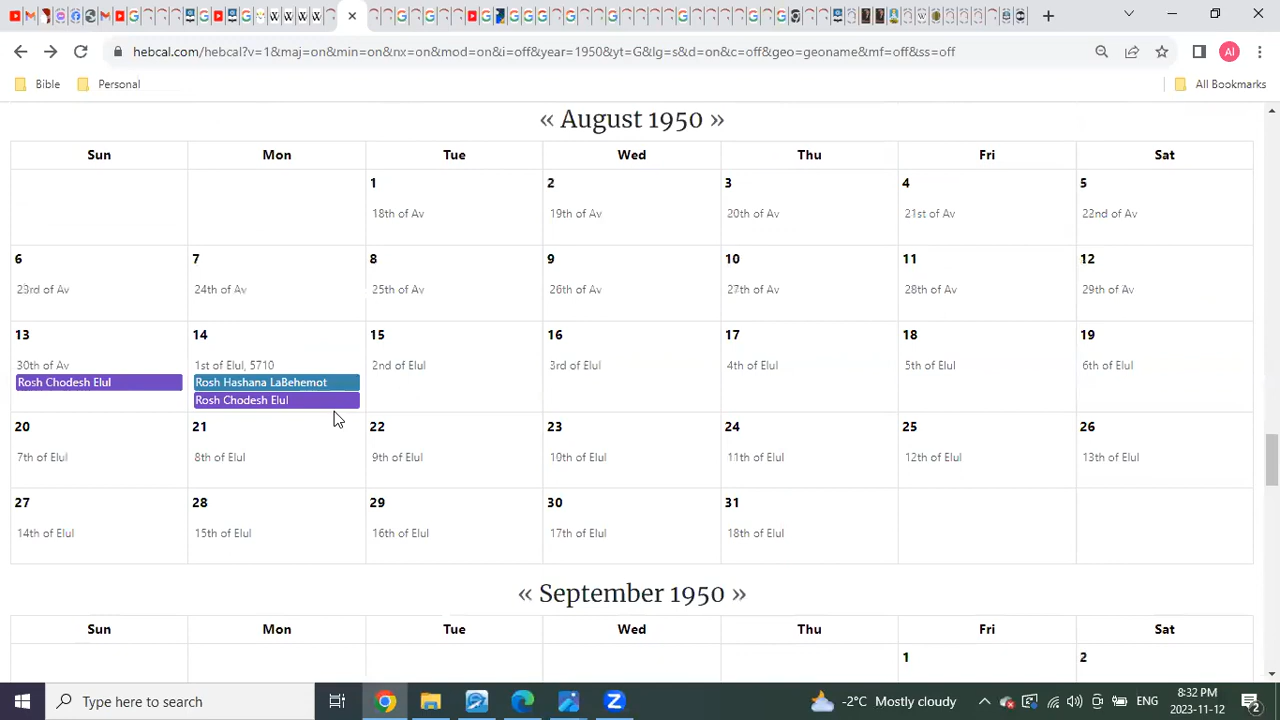 hebcal.com/hebcal?v=1&maj=on&min=on&nx=on&mod=on&i=off&year=1950&yt=G&lg=s&d=on&c=off&geo=geoname&mf=off&ss=off
AI
Bible
Personal
All Bookmarks
« August 1950 »
Sun Mon Tue Wed Thu Fri Sat
1 2 3 4 5
18th of Av 19th of Av 20th of Av 21st of Av 22nd of Av
6 7 8 9 10 11 12
23rd of Av 24th of Av 25th of Av 26th of Av 27th of Av 28th of Av 29th of Av
13 14 15 16 17 18 19
30th of Av 1st of Elul, 5710 2nd of Elul 3rd of Elul 4th of Elul 5th of Elul 6th of Elul
Rosh Chodesh Elul Rosh Hashana LaBehemot
Rosh Chodesh Elul
20 21 22 23 24 25 26
7th of Elul 8th of Elul 9th of Elul 10th of Elul 11th of Elul 12th of Elul 13th of Elul
27 28 29 30 31
14th of Elul 15th of Elul 16th of Elul 17th of Elul 18th of Elul
« September 1950 »
Sun Mon Tue Wed Thu Fri Sat
1 2
Type here to search
-2°C Mostly cloudy
ENG
8:32 PM
2023-11-12
2